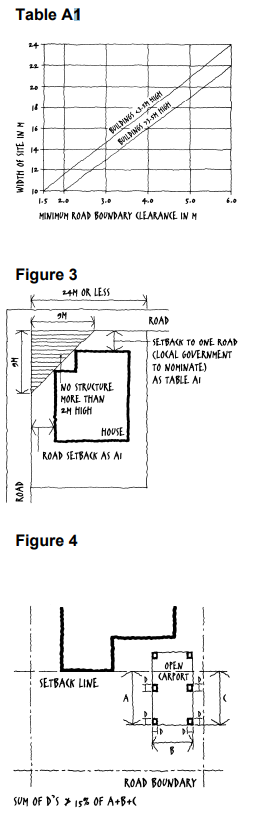 Table A1
24
22
20
18
16
14
12
10
WIDTH OF SITE IN M
BUILDINGS <3.5M HIGH
BUILDINGS >3.5M HIGH
1.5 2.0 3.0 4.0 5.0 6.0
MINIMUM ROAD BOUNDARY CLEARANCE IN M
Figure 3
24M OR LESS
9M
ROAD
9M
SETBACK TO ONE ROAD
(LOCAL GOVERNMENT
TO NOMINATE)
AS TABLE A1
NO STRUCTURE
MORE THAN
2M HIGH
HOUSE
ROAD SETBACK AS A1
ROAD
Figure 4
OPEN
CARPORT
SETBACK LINE
A
D
D
D
D
C
D
D
B
ROAD BOUNDARY
SUM OF D'S ≯ 15% OF A+B+C